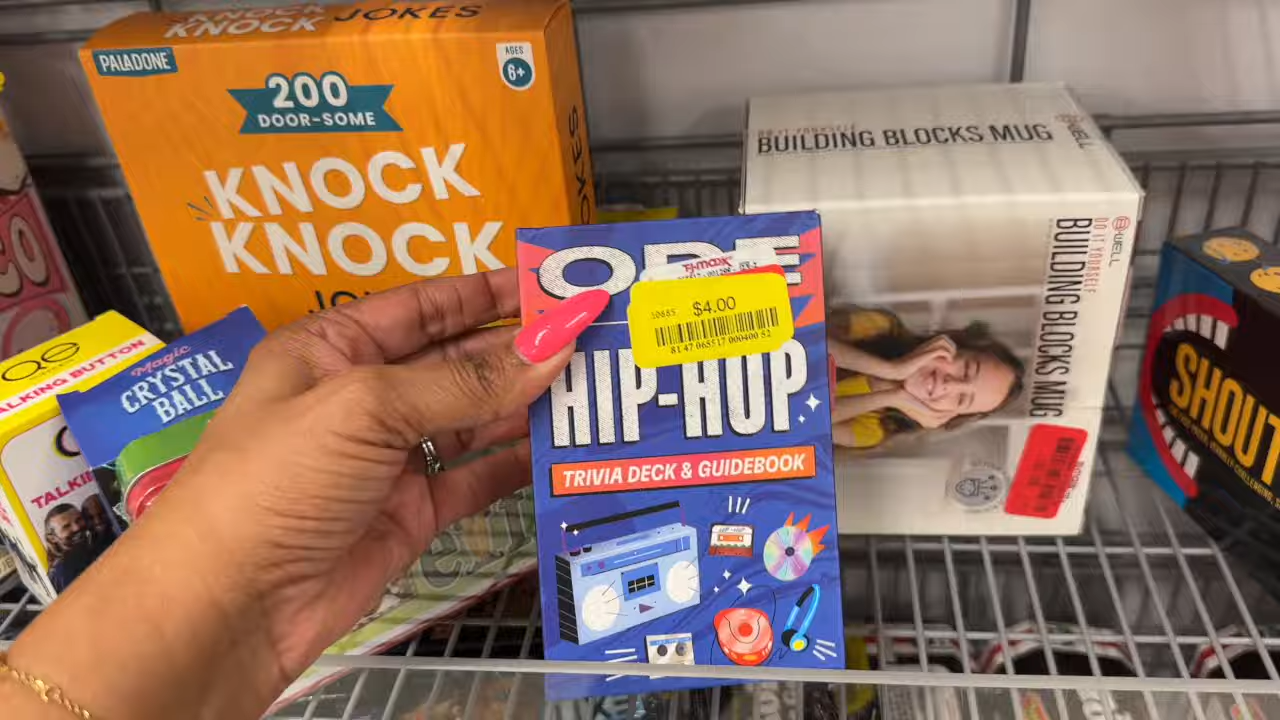 KNOCK KNOCK JOKES
PALADONE
AGES
6+
200
DOOR-SOME
KNOCK
KNOCK
BUILDING BLOCKS MUG
DO IT YOURSELF
BUILDING BLOCKS MUG
TALKING BUTTON
Magic
CRYSTAL
BALL
ODE
T.J.maxx
$4.00
HIP-HOP
TRIVIA DECK & GUIDEBOOK
SHOUT